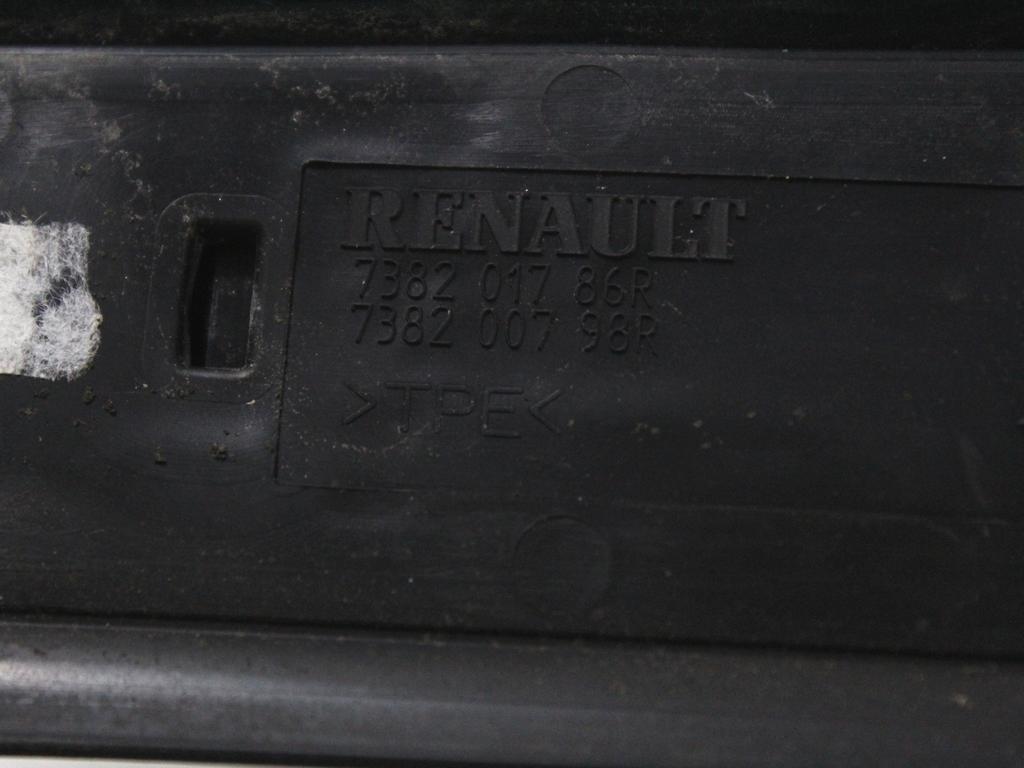 RENAULT
7382 017 86R
7382 007 98R
>TPE<